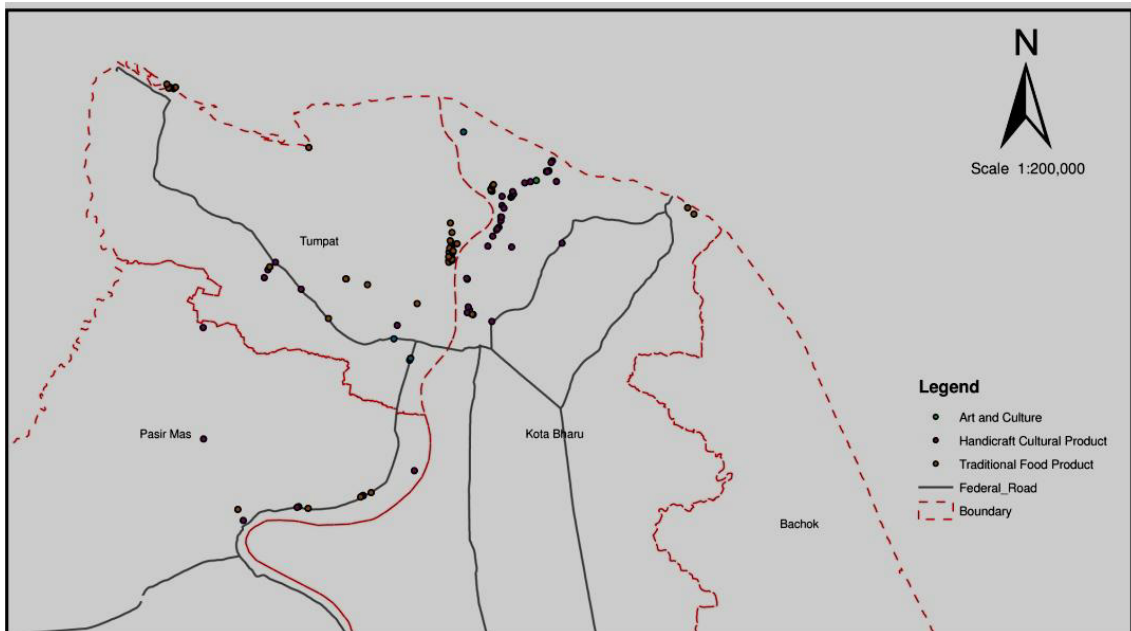 N
Scale 1:200,000
Tumpat
Pasir Mas
Kota Bharu
Bachok
Legend
Art and Culture
Handicraft Cultural Product
Traditional Food Product
Federal_Road
Boundary